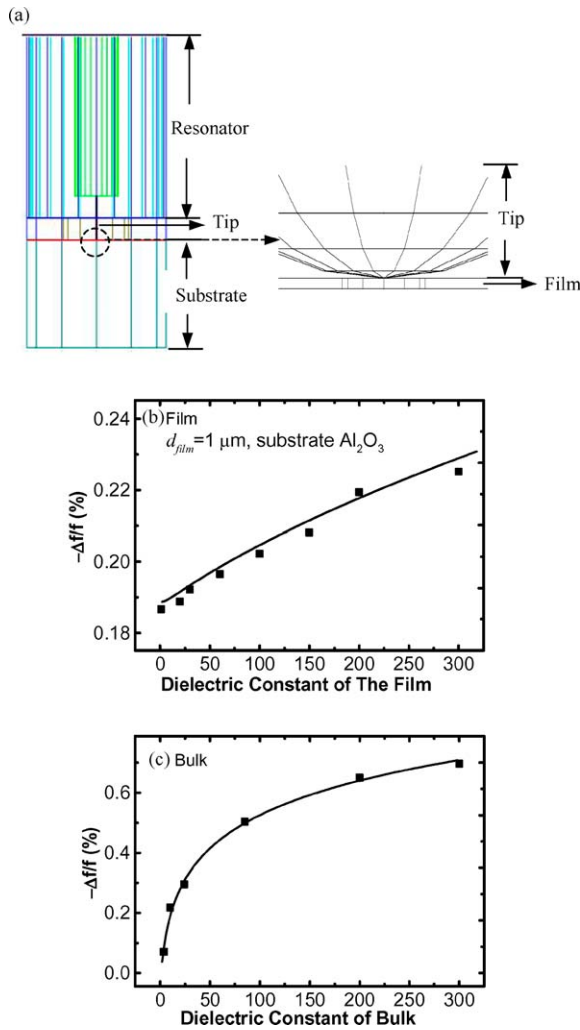 (a)
Resonator
Tip
Substrate
Tip
Film
(b) Film
d_film=1 μm, substrate Al₂O₃
0.24
0.22
0.20
0.18
−Δf/f (%)
0 50 100 150 200 250 300
Dielectric Constant of The Film
(c) Bulk
0.6
0.4
0.2
0.0
−Δf/f (%)
0 50 100 150 200 250 300
Dielectric Constant of Bulk